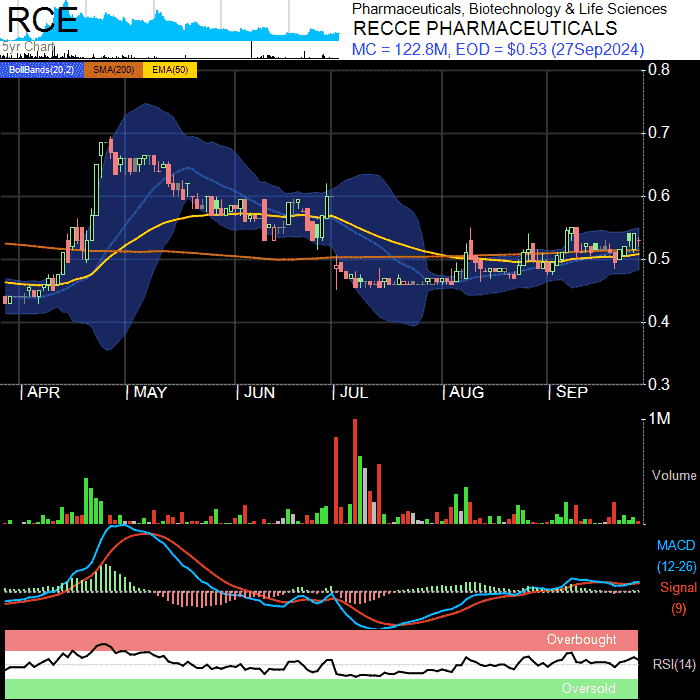 RCE
5yr Chart
Pharmaceuticals, Biotechnology & Life Sciences
RECCE PHARMACEUTICALS
MC = 122.8M, EOD = $0.53 (27Sep2024)
BollBands(20,2) SMA(200) EMA(50)
0.8
0.7
0.6
0.5
0.4
0.3
APR MAY JUN JUL AUG SEP
1M
Volume
MACD
(12-26)
Signal
(9)
Overbought
RSI(14)
Oversold